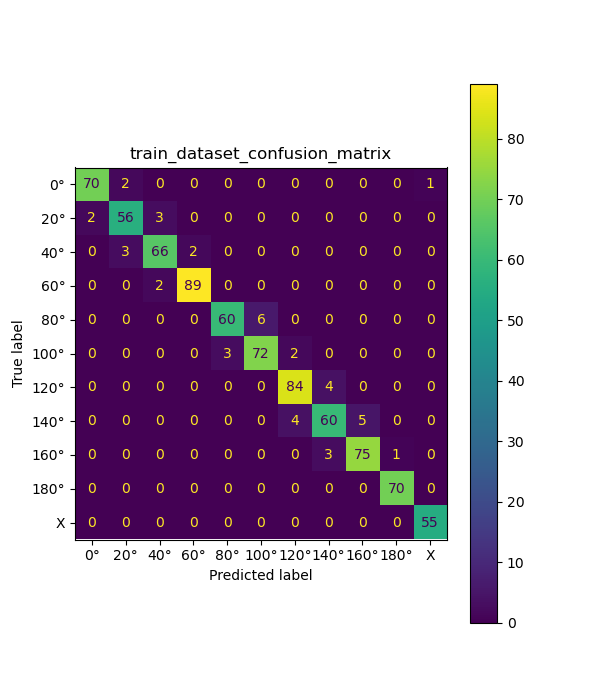 train_dataset_confusion_matrix
0° 70 2 0 0 0 0 0 0 0 0 1
20° 2 56 3 0 0 0 0 0 0 0 0
40° 0 3 66 2 0 0 0 0 0 0 0
60° 0 0 2 89 0 0 0 0 0 0 0
80° 0 0 0 0 60 6 0 0 0 0 0
100° 0 0 0 0 3 72 2 0 0 0 0
120° 0 0 0 0 0 0 84 4 0 0 0
140° 0 0 0 0 0 0 4 60 5 0 0
160° 0 0 0 0 0 0 0 3 75 1 0
180° 0 0 0 0 0 0 0 0 0 70 0
X 0 0 0 0 0 0 0 0 0 0 55
0° 20° 40° 60° 80° 100° 120° 140° 160° 180° X
Predicted label
True label
80
70
60
50
40
30
20
10
0